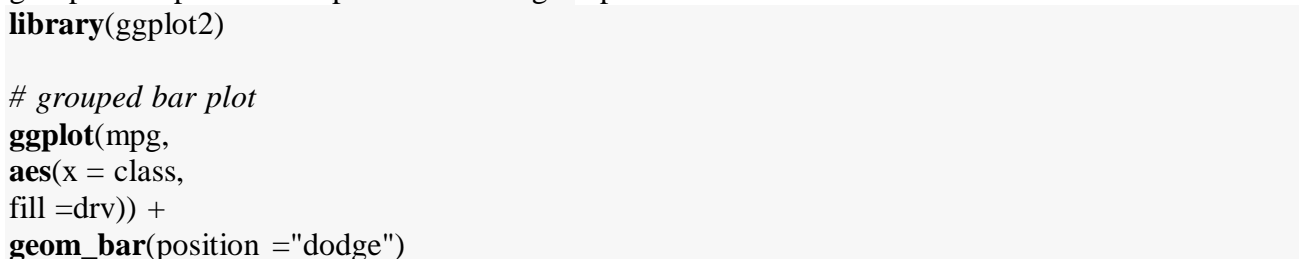 library(ggplot2)
# grouped bar plot
ggplot(mpg,
aes(x = class,
fill =drv)) +
geom_bar(position ="dodge")